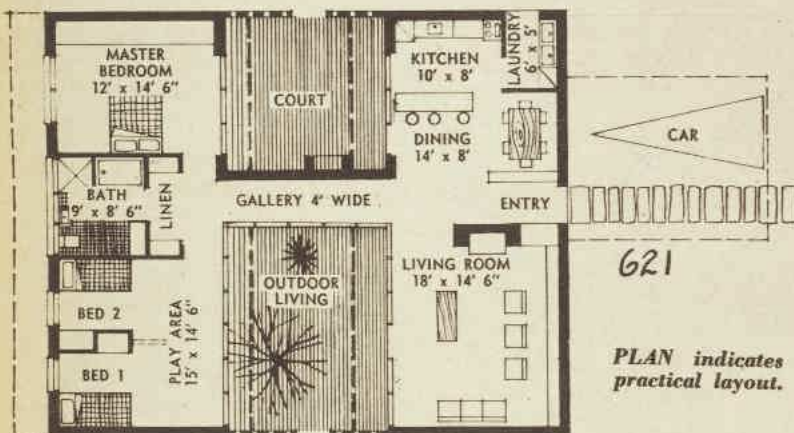 MASTER
BEDROOM
12' x 14' 6"
COURT
KITCHEN
10' x 8'
LAUNDRY
6' x 5'
DINING
14' x 8'
CAR
BATH
9' x 8' 6"
LINEN
GALLERY 4' WIDE
ENTRY
621
OUTDOOR
LIVING
LIVING ROOM
18' x 14' 6"
BED 2
PLAY AREA
15' x 14' 6"
BED 1
PLAN indicates
practical layout.